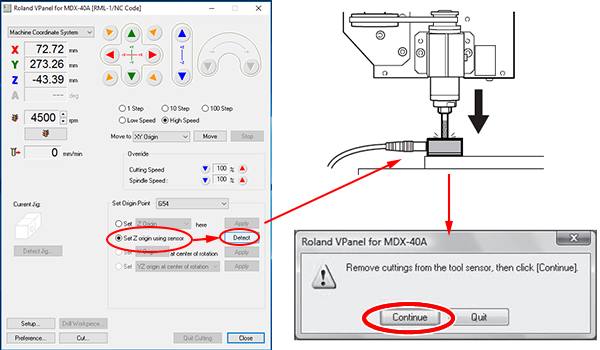 Roland VPanel for MDX-40A [RML-1/NC Code]
Machine Coordinate System
X 72.72 mm
Y 273.26 mm
Z -43.39 mm
A --- deg
4500 rpm
0 mm/min
1 Step 10 Step 100 Step
Low Speed High Speed
Move to XY Origin Move Stop
Override
Cutting Speed 100 %
Spindle Speed : 100 %
Current Jig:
Detect Jig...
Set Origin Point G54
Set Z Origin here Apply
Set Z origin using sensor Detect
Set at center of rotation Apply
Set YZ origin at center of rotation Apply
Setup... Drill Workpiece...
Preference... Cut... Quit Cutting Close
Roland VPanel for MDX-40A
Remove cuttings from the tool sensor, then click [Continue].
Continue Quit